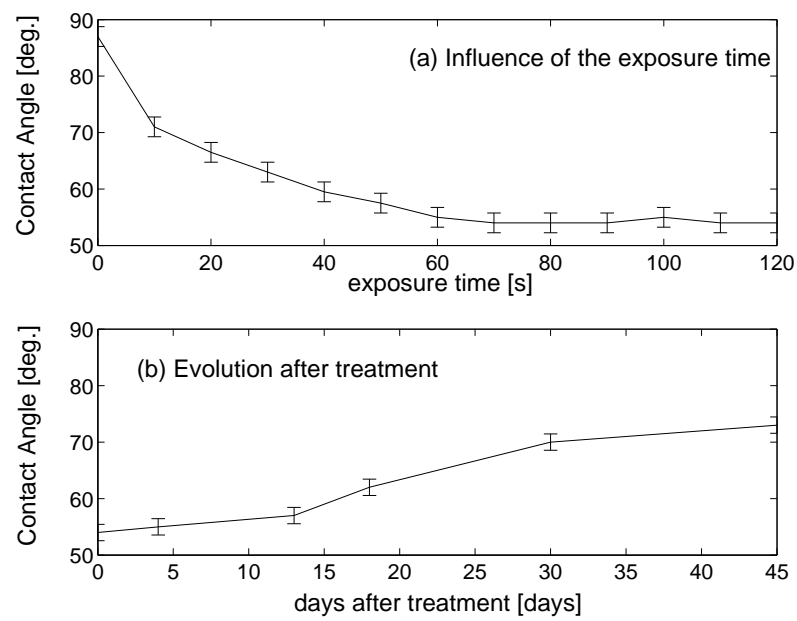 90
80
70
60
50
Contact Angle [deg.]
(a) Influence of the exposure time
0 20 40 60 80 100 120
exposure time [s]
90
80
70
60
50
Contact Angle [deg.]
(b) Evolution after treatment
0 5 10 15 20 25 30 35 40 45
days after treatment [days]